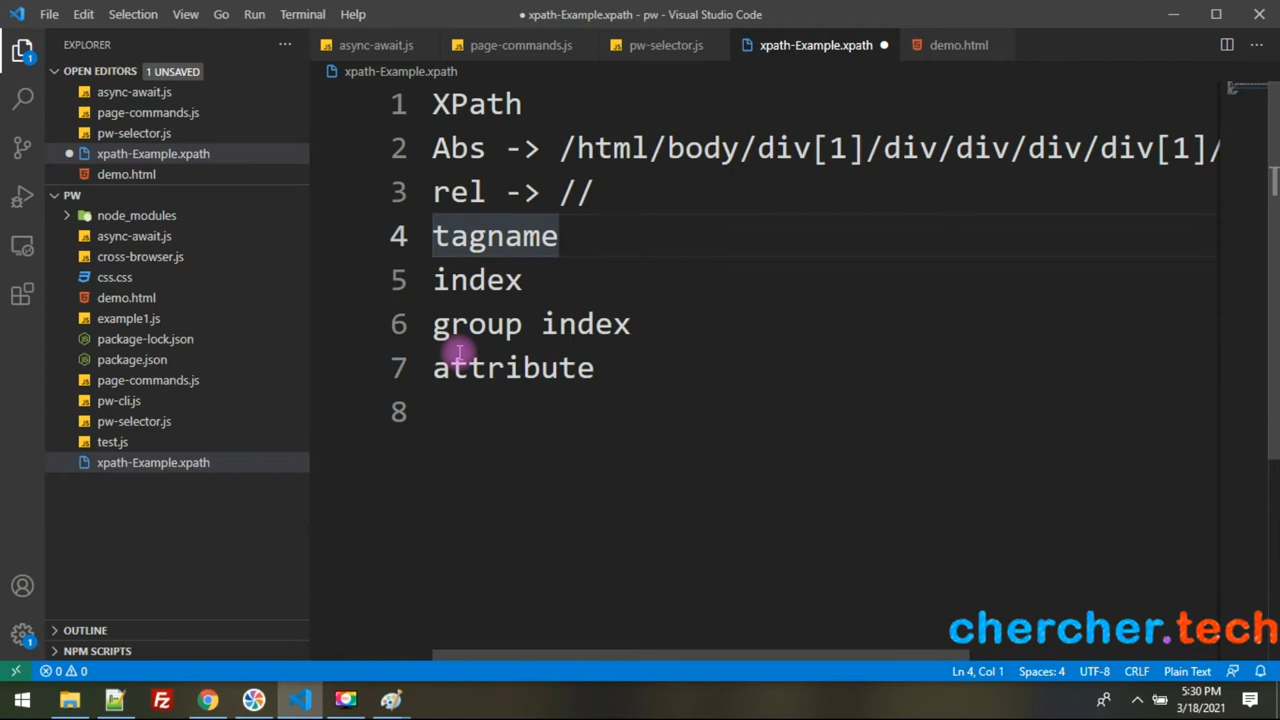 File Edit Selection View Go Run Terminal Help
● xpath-Example.xpath - pw - Visual Studio Code
EXPLORER
async-await.js page-commands.js pw-selector.js xpath-Example.xpath ● demo.html
OPEN EDITORS 1 UNSAVED
async-await.js
page-commands.js
pw-selector.js
● xpath-Example.xpath
demo.html
PW
node_modules
async-await.js
cross-browser.js
css.css
demo.html
example1.js
package-lock.json
package.json
page-commands.js
pw-cli.js
pw-selector.js
test.js
xpath-Example.xpath
OUTLINE
NPM SCRIPTS
xpath-Example.xpath
1 XPath
2 Abs -> /html/body/div[1]/div/div/div/div[1]/
3 rel -> //
4 tagname
5 index
6 group index
7 attribute
8
chercher.tech
0 0
Ln 4, Col 1 Spaces: 4 UTF-8 CRLF Plain Text
1
1
5:30 PM
3/18/2021